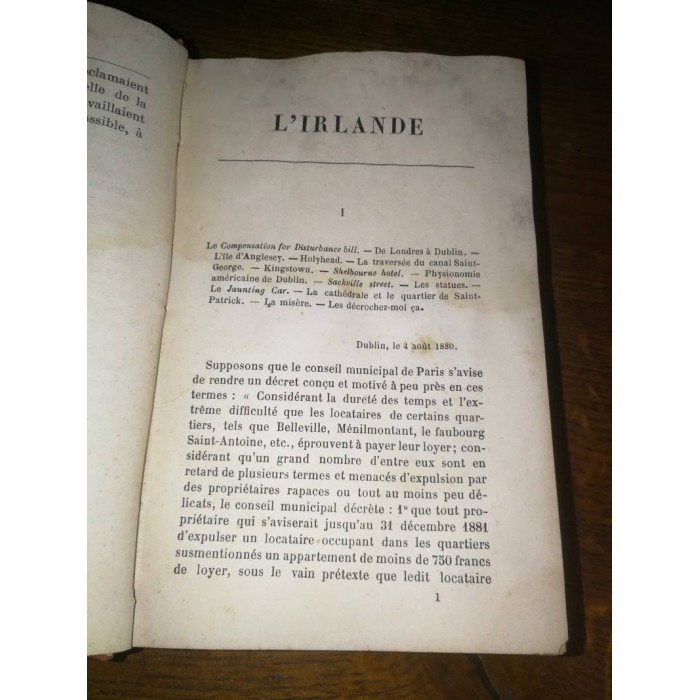 clamaient
elle de la
vaillaient
ossible, à
L'IRLANDE
I
Le Compensation for Disturbance bill. — De Londres à Dublin. —
L'île d'Anglesey. — Holyhead. — La traversée du canal Saint-
George. — Kingstown. — Shelbourne hotel. — Physionomie
américaine de Dublin. — Sackville street. — Les statues. —
Le Jaunting Car. — La cathédrale et le quartier de Saint-
Patrick. — La misère. — Les décrochez-moi ça.
Dublin, le 4 août 1880.
Supposons que le conseil municipal de Paris s'avise
de rendre un décret conçu et motivé à peu près en ces
termes : « Considérant la dureté des temps et l'ex-
trême difficulté que les locataires de certains quar-
tiers, tels que Belleville, Ménilmontant, le faubourg
Saint-Antoine, etc., éprouvent à payer leur loyer ; con-
sidérant qu'un grand nombre d'entre eux sont en
retard de plusieurs termes et menacés d'expulsion par
des propriétaires rapaces ou tout au moins peu dé-
licats, le conseil municipal décrète : 1° que tout pro-
priétaire qui s'aviserait jusqu'au 31 décembre 1881
d'expulser un locataire occupant dans les quartiers
susmentionnés un appartement de moins de 750 francs
de loyer, sous le vain prétexte que ledit locataire
1